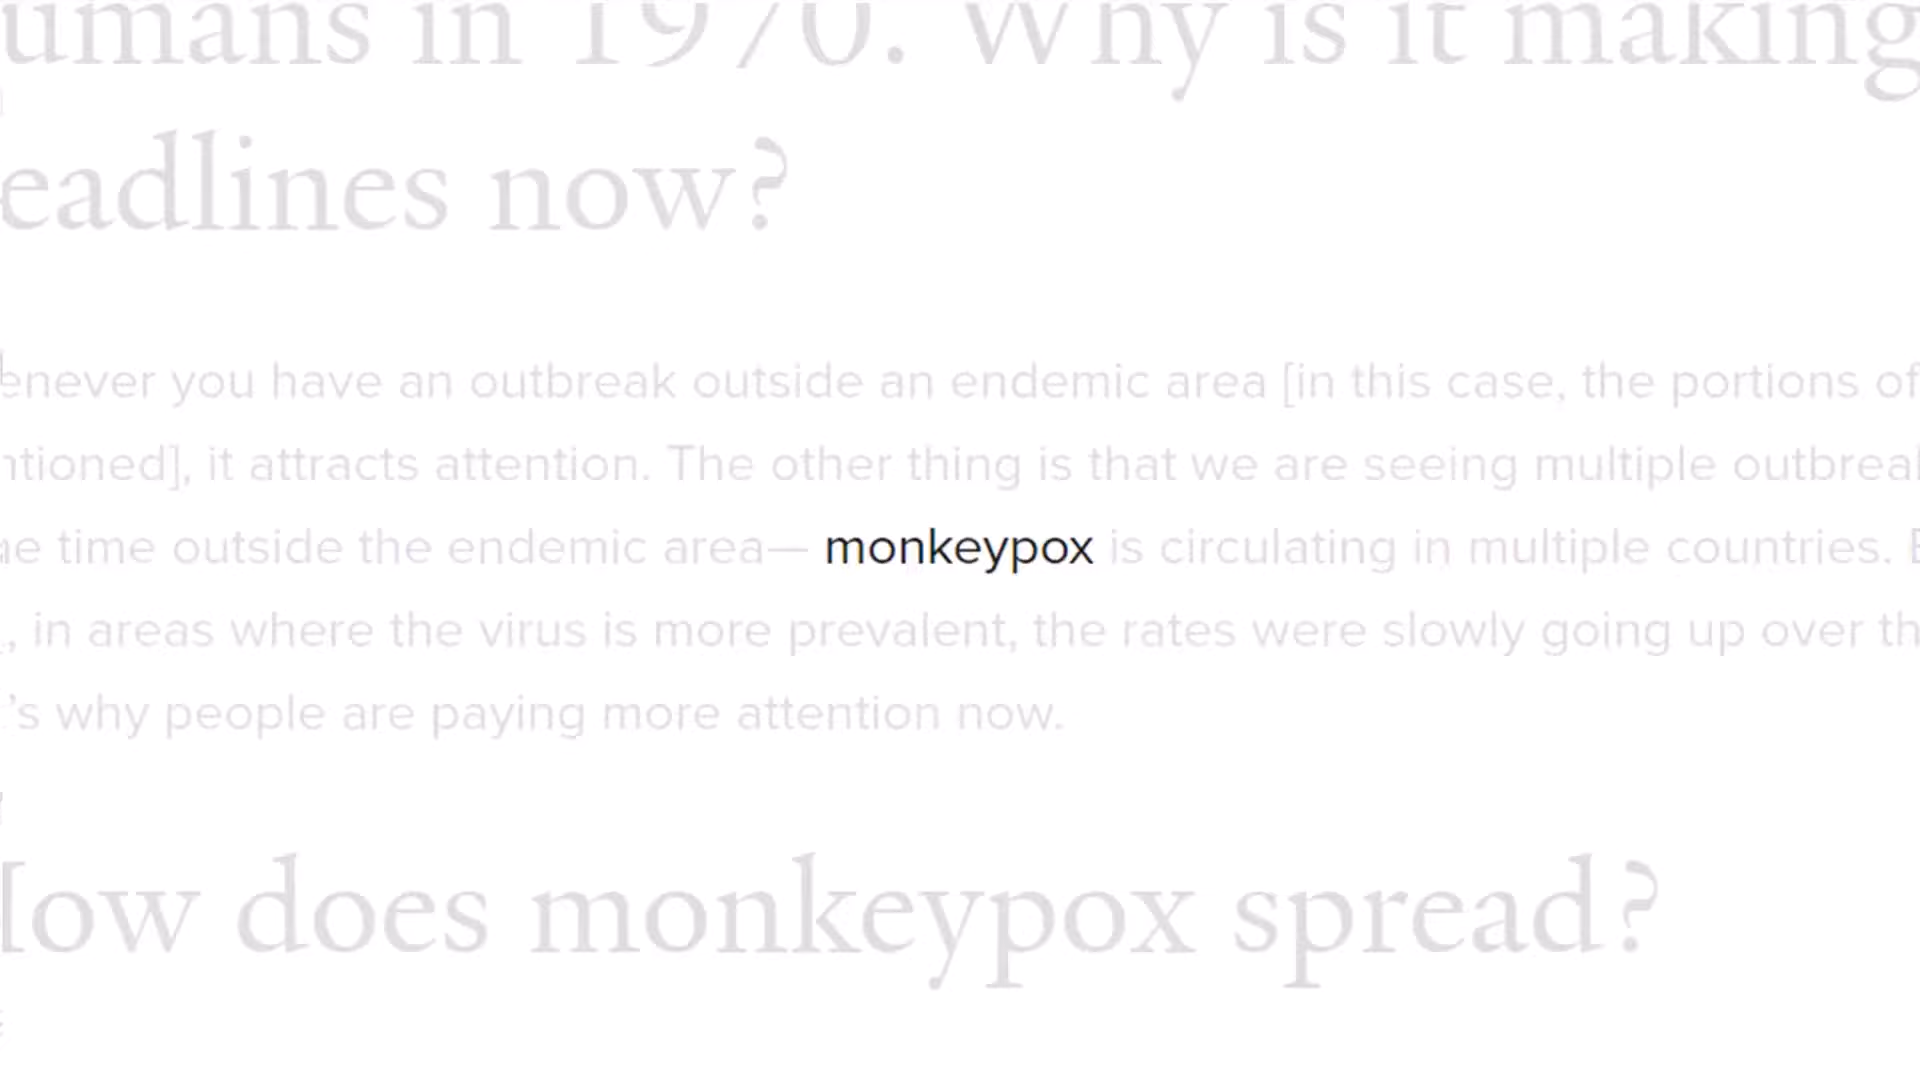 umans in 1970. Why is it making
eadlines now?
enever you have an outbreak outside an endemic area [in this case, the portions of
ntioned], it attracts attention. The other thing is that we are seeing multiple outbreak
e time outside the endemic area— monkeypox is circulating in multiple countries.
, in areas where the virus is more prevalent, the rates were slowly going up over th
's why people are paying more attention now.
How does monkeypox spread?